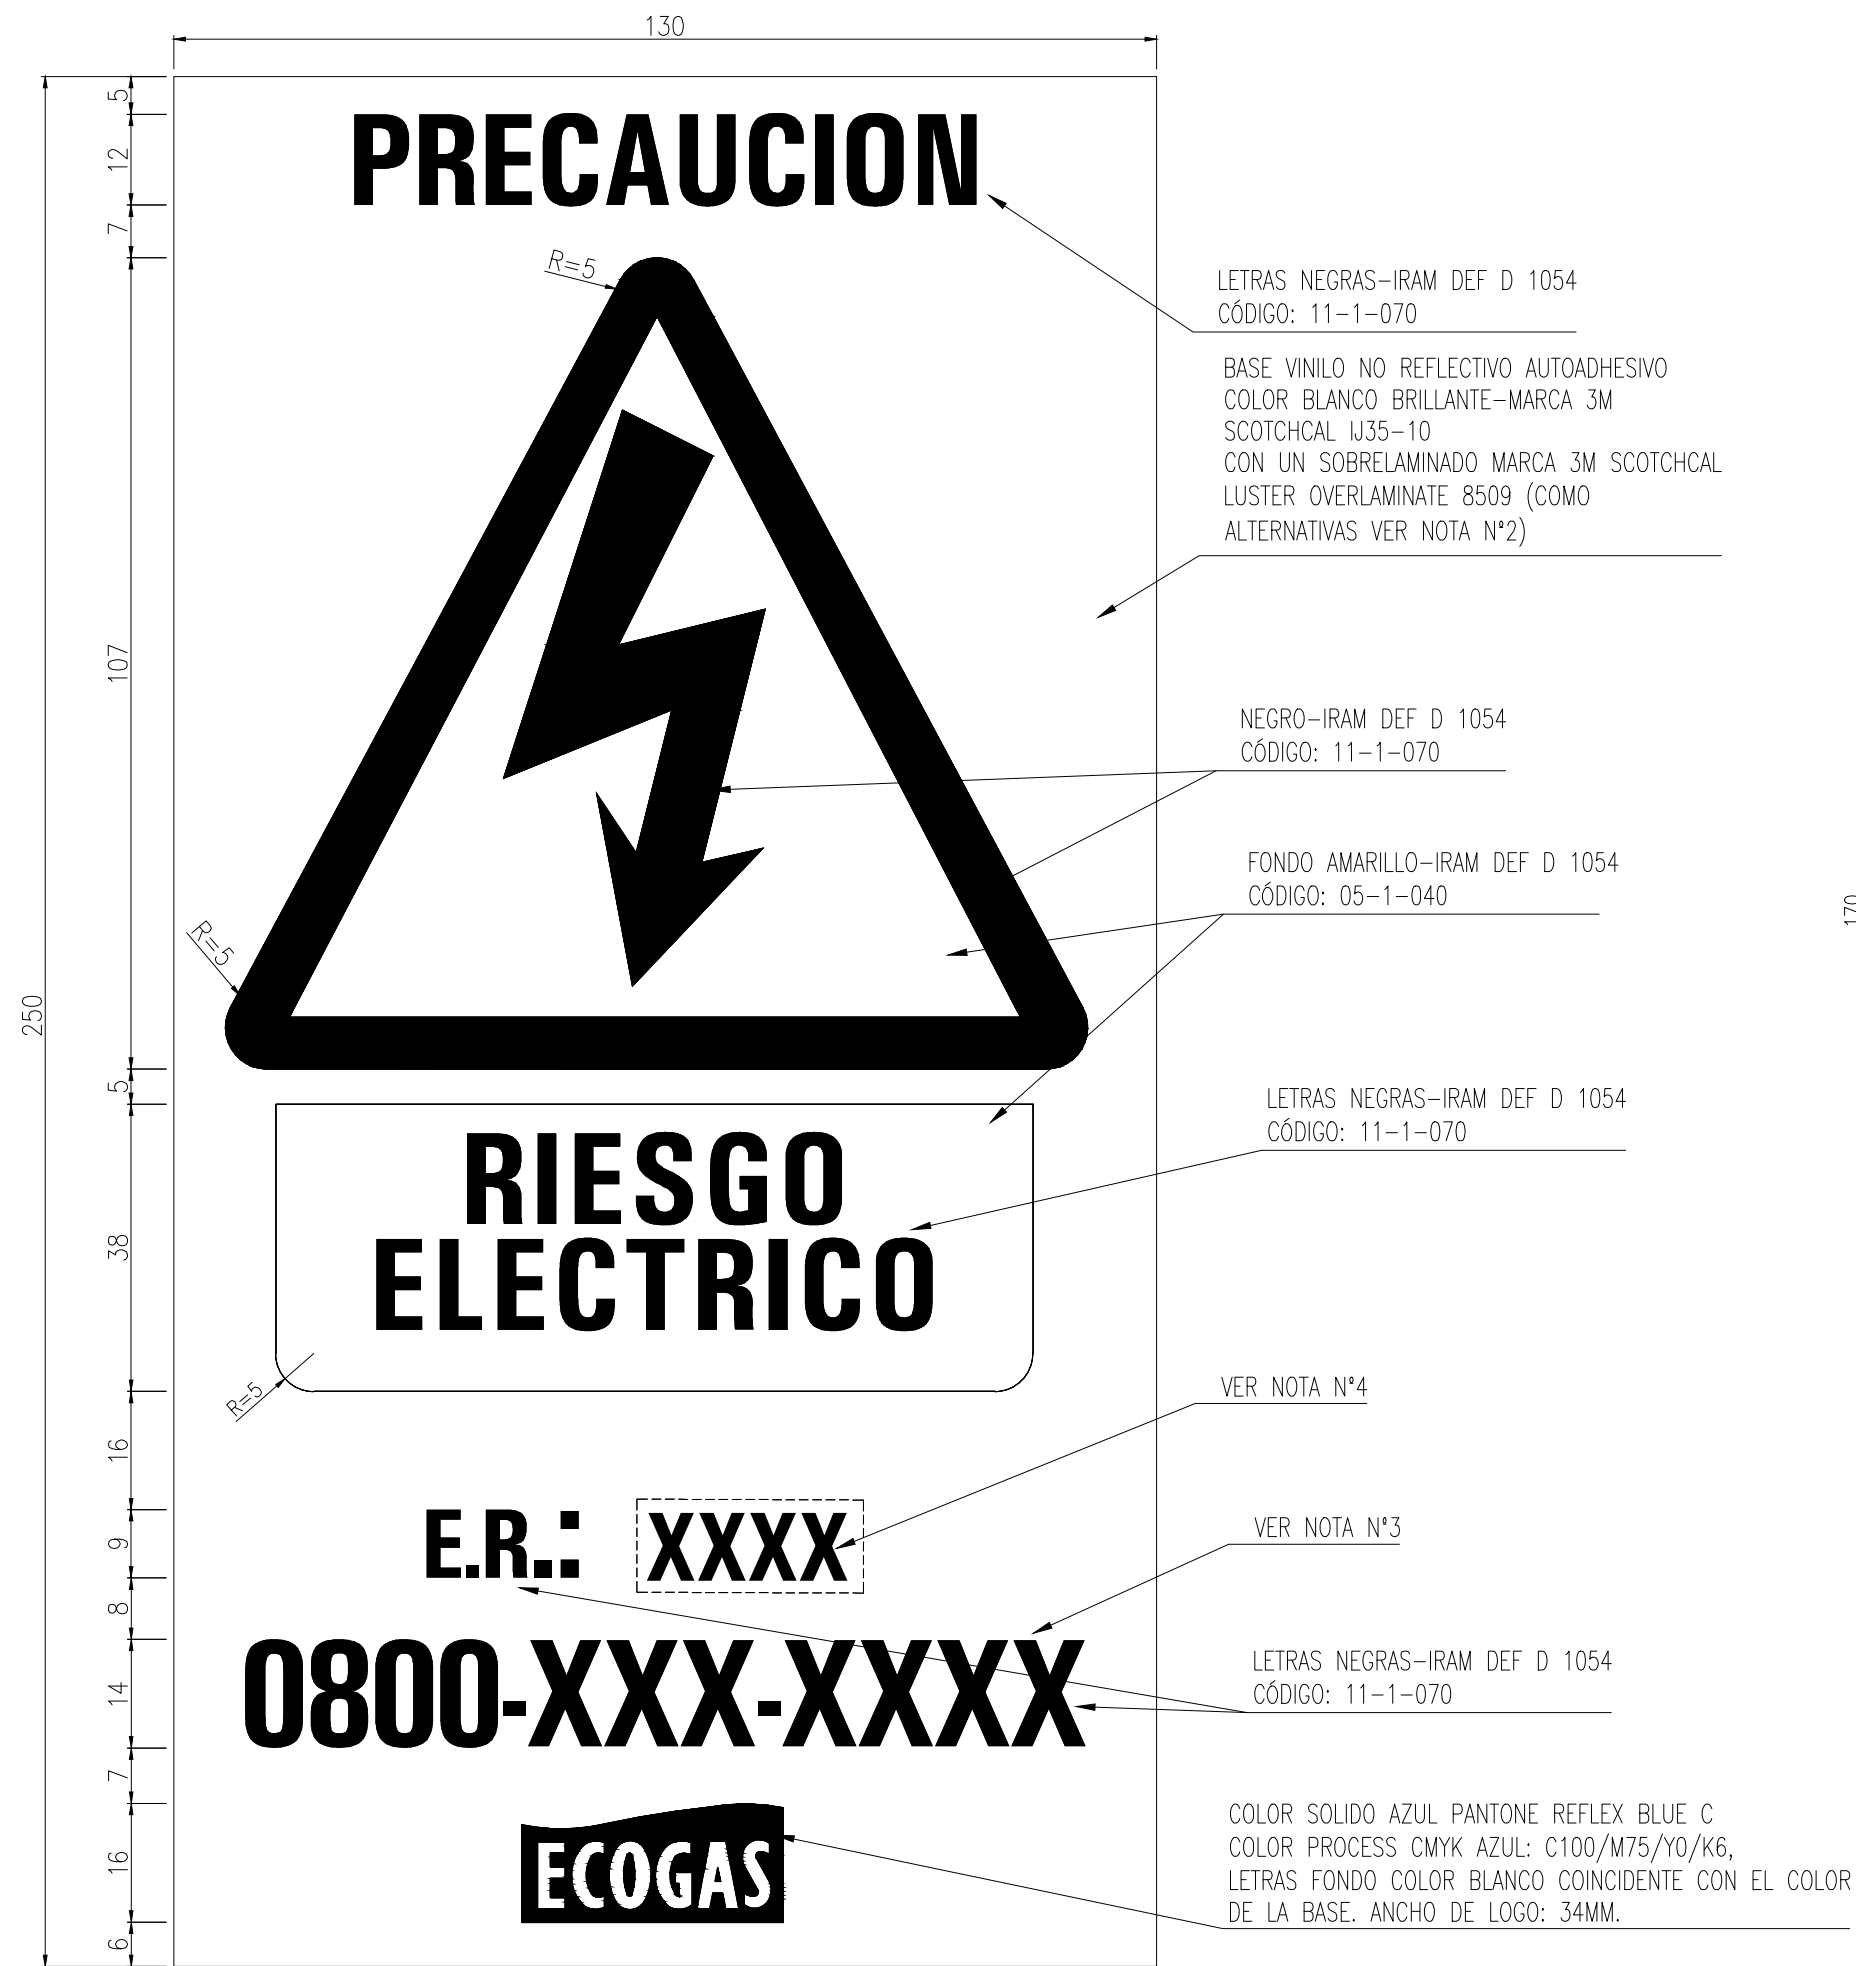 130
5
PRECAUCION
12
7
R=5
LETRAS NEGRAS-IRAM DEF D 1054
CÓDIGO: 11-1-070
BASE VINILO NO REFLECTIVO AUTOADHESIVO
COLOR BLANCO BRILLANTE-MARCA 3M
SCOTCHCAL IJ35-10
CON UN SOBRELAMINADO MARCA 3M SCOTCHCAL
LUSTER OVERLAMINATE 8509 (COMO
ALTERNATIVAS VER NOTA N°2)
107
NEGRO-IRAM DEF D 1054
CÓDIGO: 11-1-070
FONDO AMARILLO-IRAM DEF D 1054
CÓDIGO: 05-1-040
170
R=5
250
5
LETRAS NEGRAS-IRAM DEF D 1054
CÓDIGO: 11-1-070
RIESGO
ELECTRICO
38
R=5
VER NOTA N°4
16
E.R.: XXXX
9
VER NOTA N°3
8
0800-XXX-XXXX
14
LETRAS NEGRAS-IRAM DEF D 1054
CÓDIGO: 11-1-070
7
ECOGAS
16
COLOR SOLIDO AZUL PANTONE REFLEX BLUE C
COLOR PROCESS CMYK AZUL: C100/M75/Y0/K6,
LETRAS FONDO COLOR BLANCO COINCIDENTE CON EL COLOR
DE LA BASE. ANCHO DE LOGO: 34MM.
6